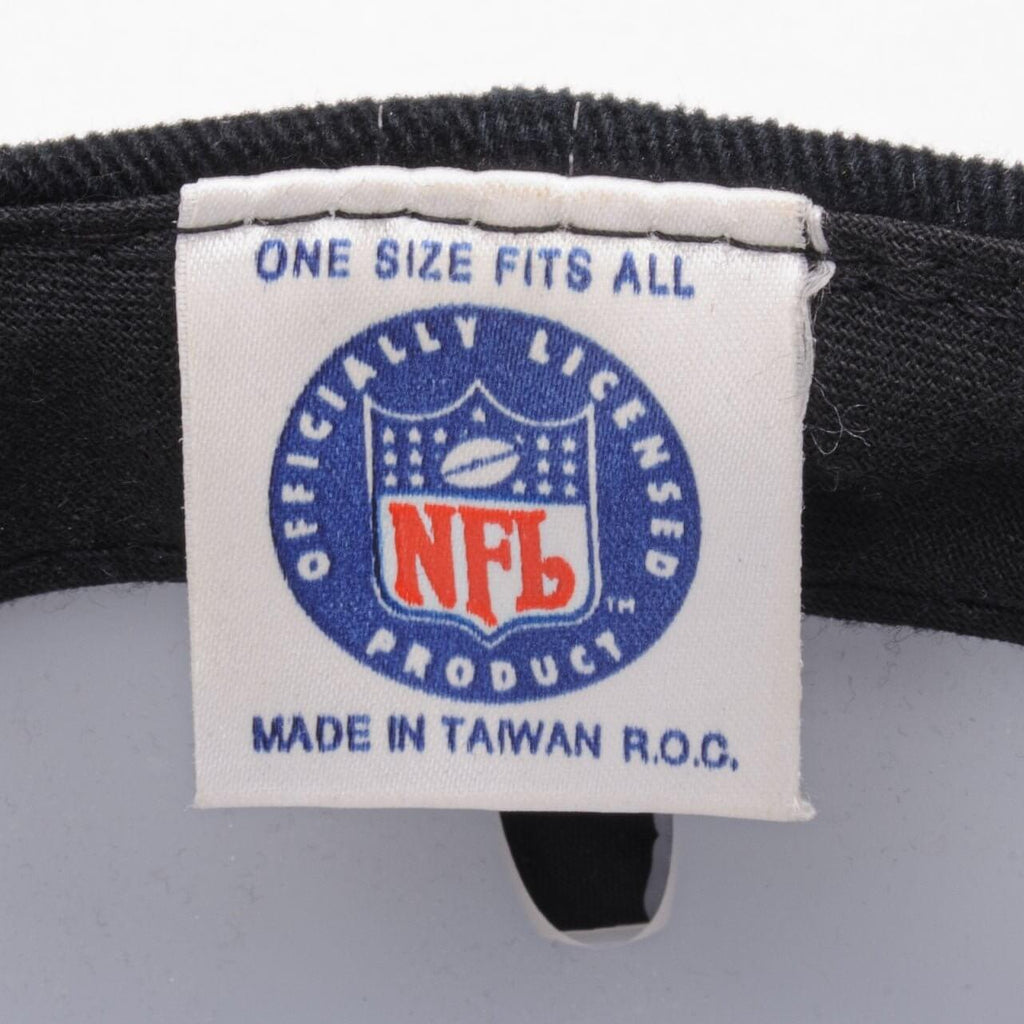 ONE SIZE FITS ALL
OFFICIALLY LICENSED
NFL
TM
PRODUCT
MADE IN TAIWAN R.O.C.